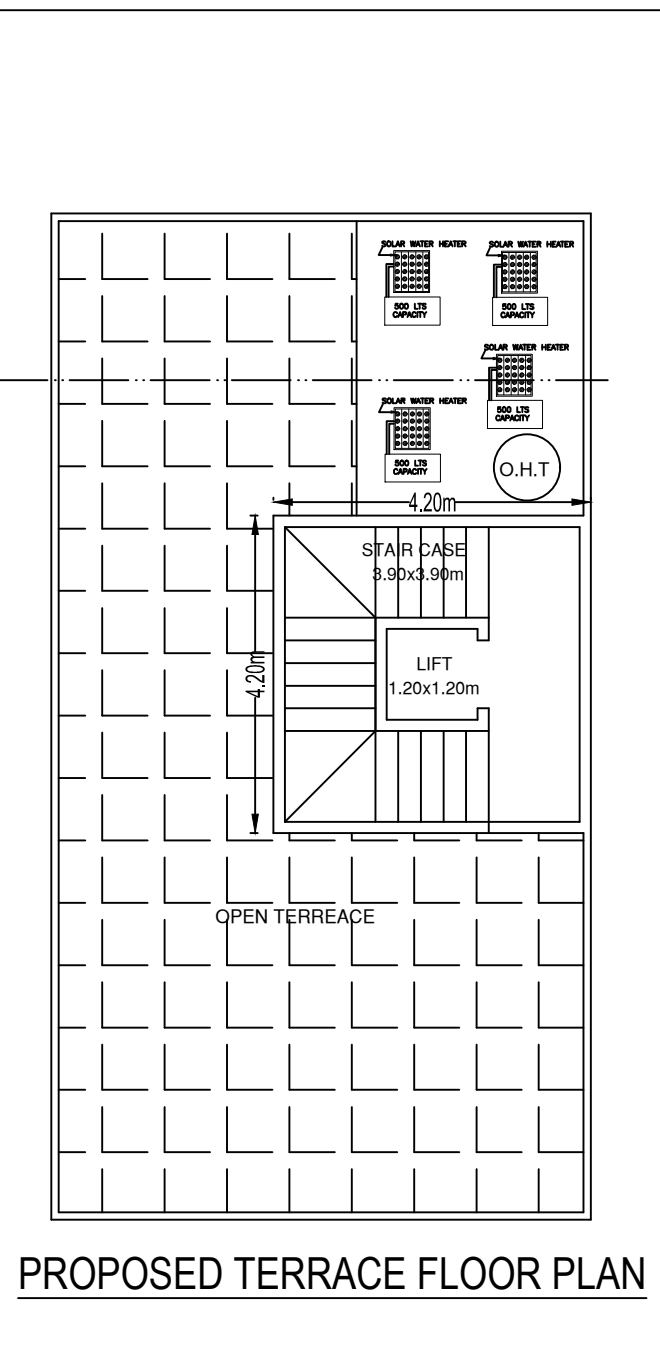 SOLAR WATER HEATER
500 LTS
CAPACITY
SOLAR WATER HEATER
500 LTS
CAPACITY
SOLAR WATER HEATER
500 LTS
CAPACITY
SOLAR WATER HEATER
500 LTS
CAPACITY
O.H.T
4.20m
STAIR CASE
3.90x3.90m
4.20m
LIFT
1.20x1.20m
OPEN TERREACE
PROPOSED TERRACE FLOOR PLAN